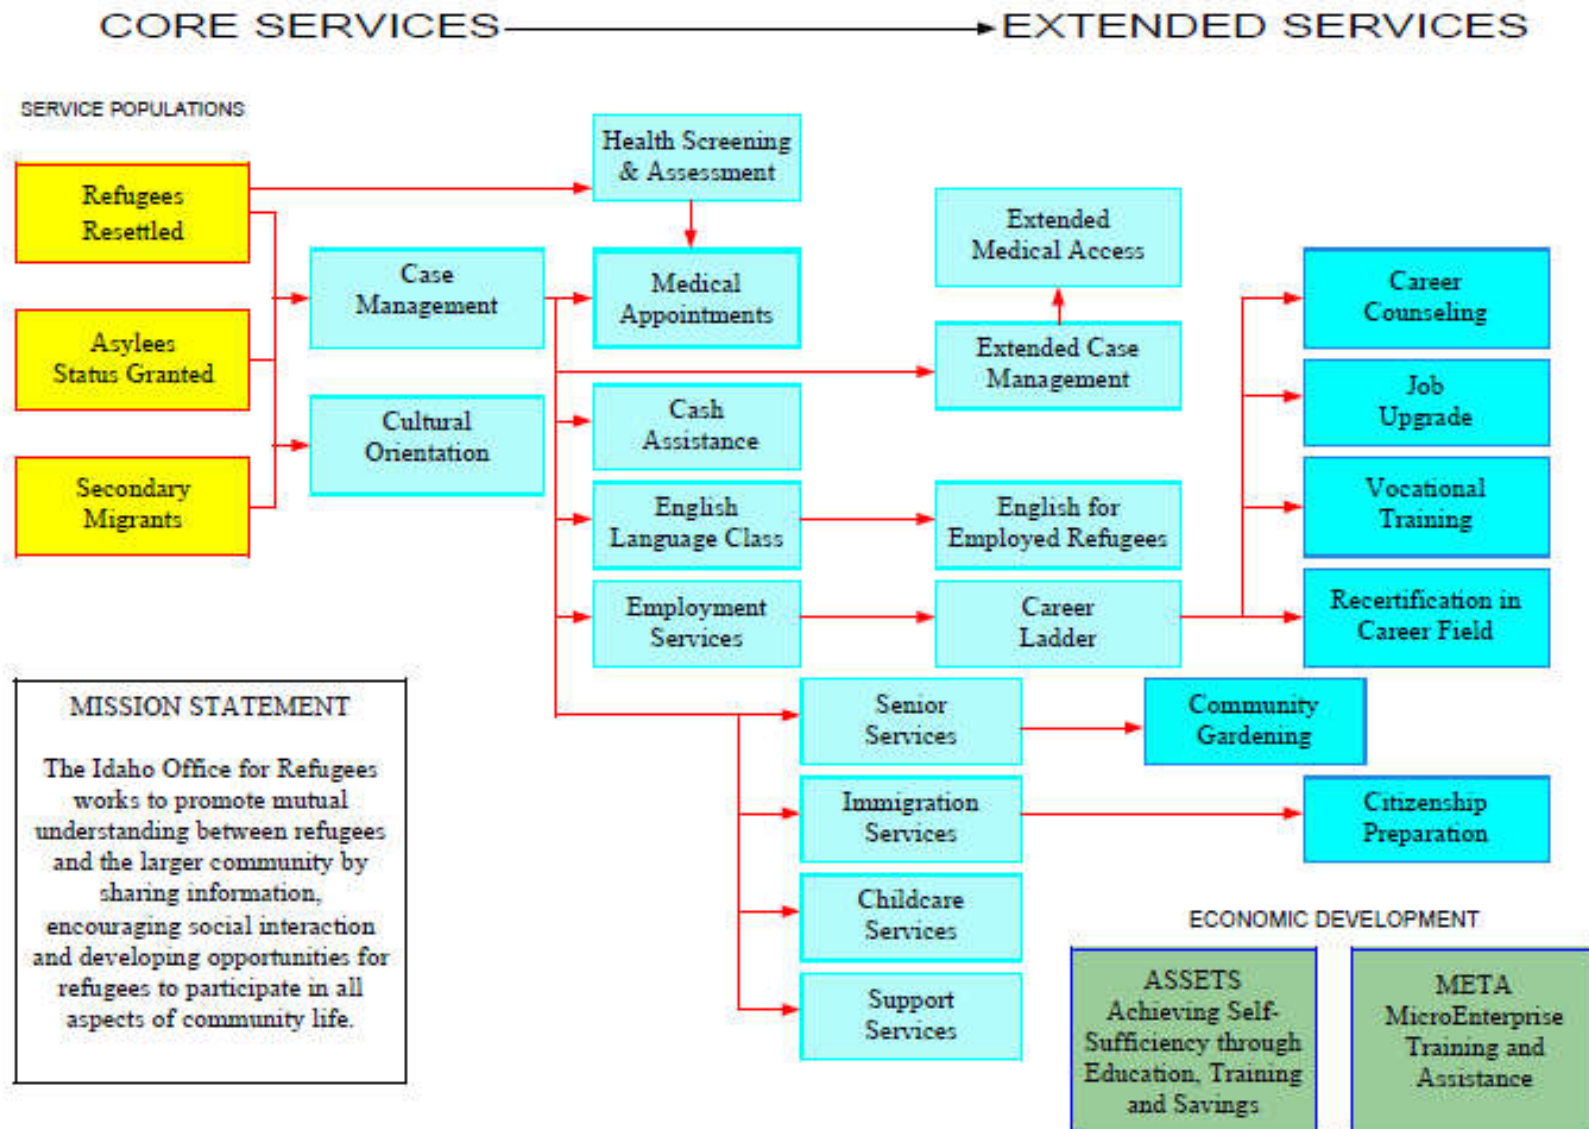 CORE SERVICES
EXTENDED SERVICES
SERVICE POPULATIONS
Refugees
Resettled
Asylees
Status Granted
Secondary
Migrants
Case
Management
Cultural
Orientation
Health Screening
& Assessment
Medical
Appointments
Cash
Assistance
English
Language Class
Employment
Services
Extended
Medical Access
Extended Case
Management
English for
Employed Refugees
Career
Ladder
Career
Counseling
Job
Upgrade
Vocational
Training
Recertification in
Career Field
Senior
Services
Community
Gardening
Immigration
Services
Citizenship
Preparation
Childcare
Services
Support
Services
MISSION STATEMENT
The Idaho Office for Refugees
works to promote mutual
understanding between refugees
and the larger community by
sharing information,
encouraging social interaction
and developing opportunities for
refugees to participate in all
aspects of community life.
ECONOMIC DEVELOPMENT
ASSETS
Achieving Self-
Sufficiency through
Education, Training
and Savings
META
MicroEnterprise
Training and
Assistance